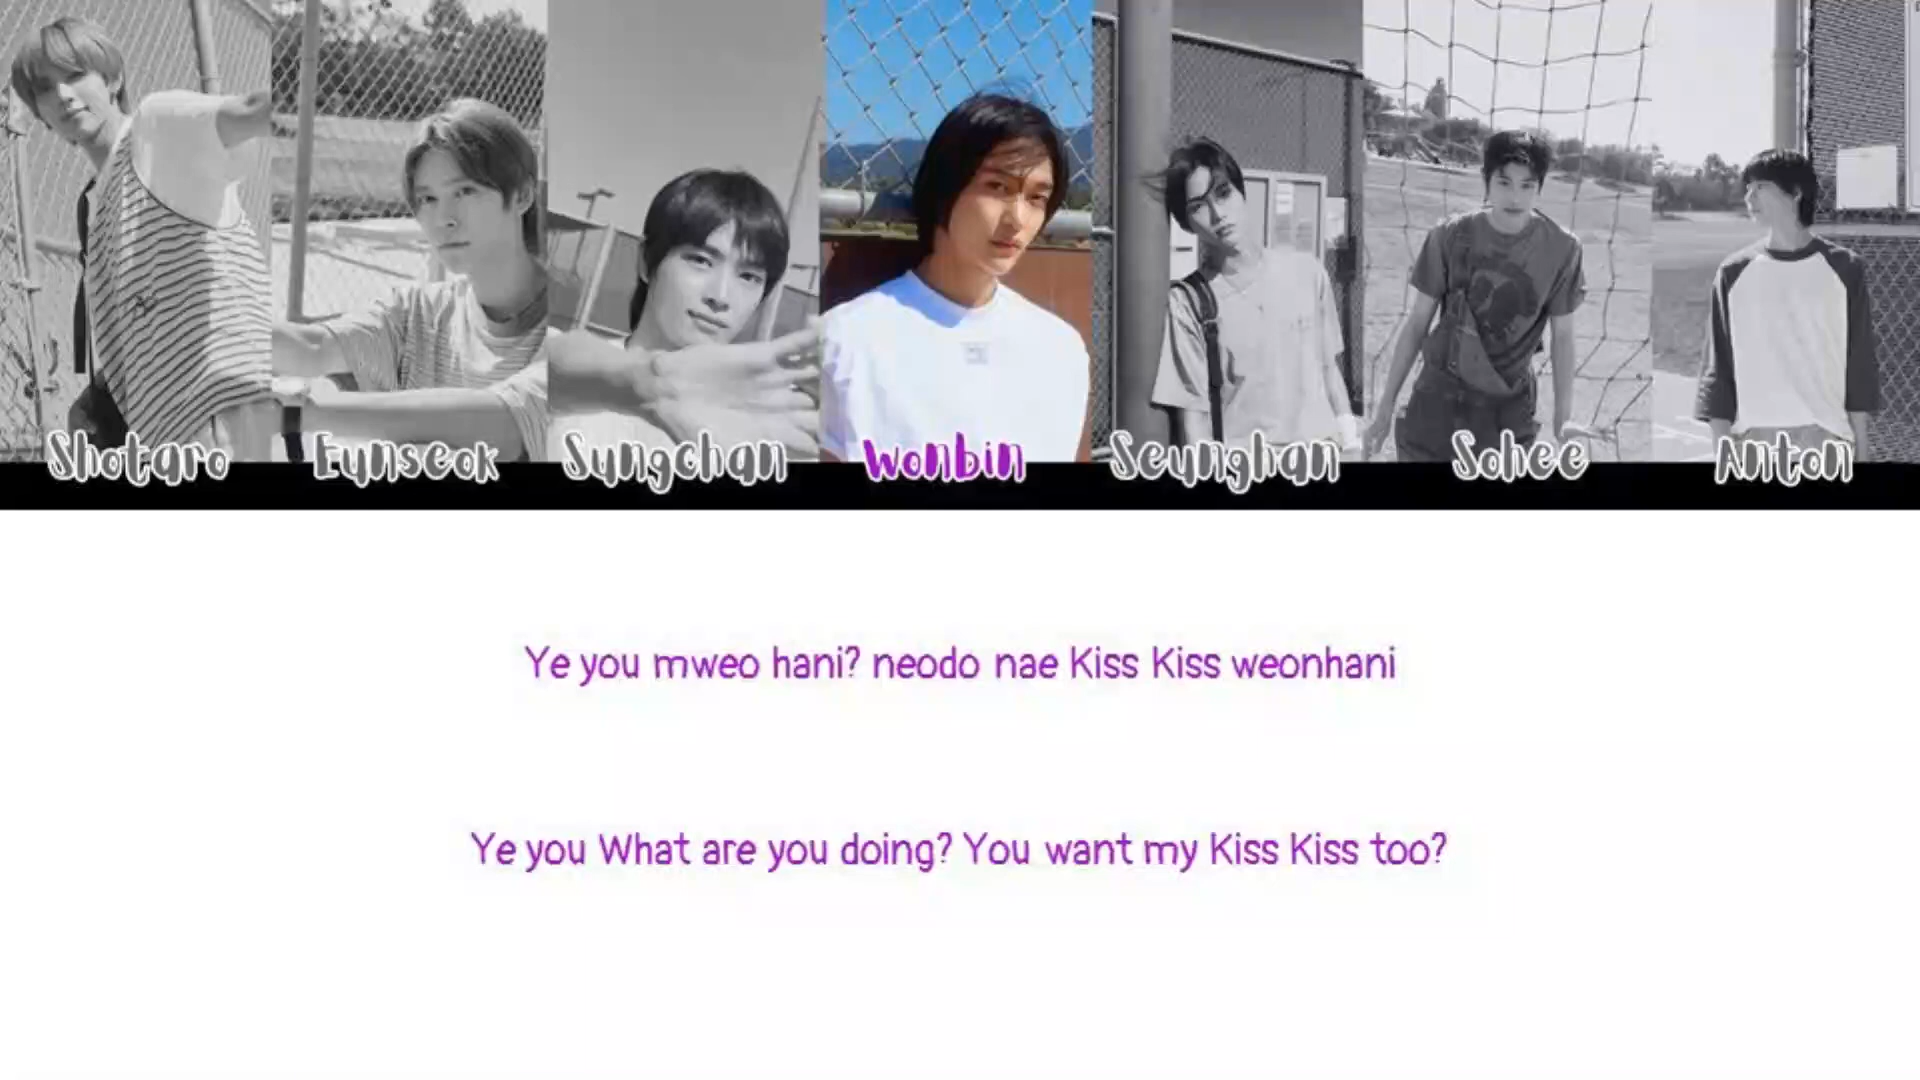 Shotaro Eunseok Sungchan Wonbin Seunghan Sohee Anton
Ye you mweo hani? neodo nae Kiss Kiss weonhani
Ye you What are you doing? You want my Kiss Kiss too?